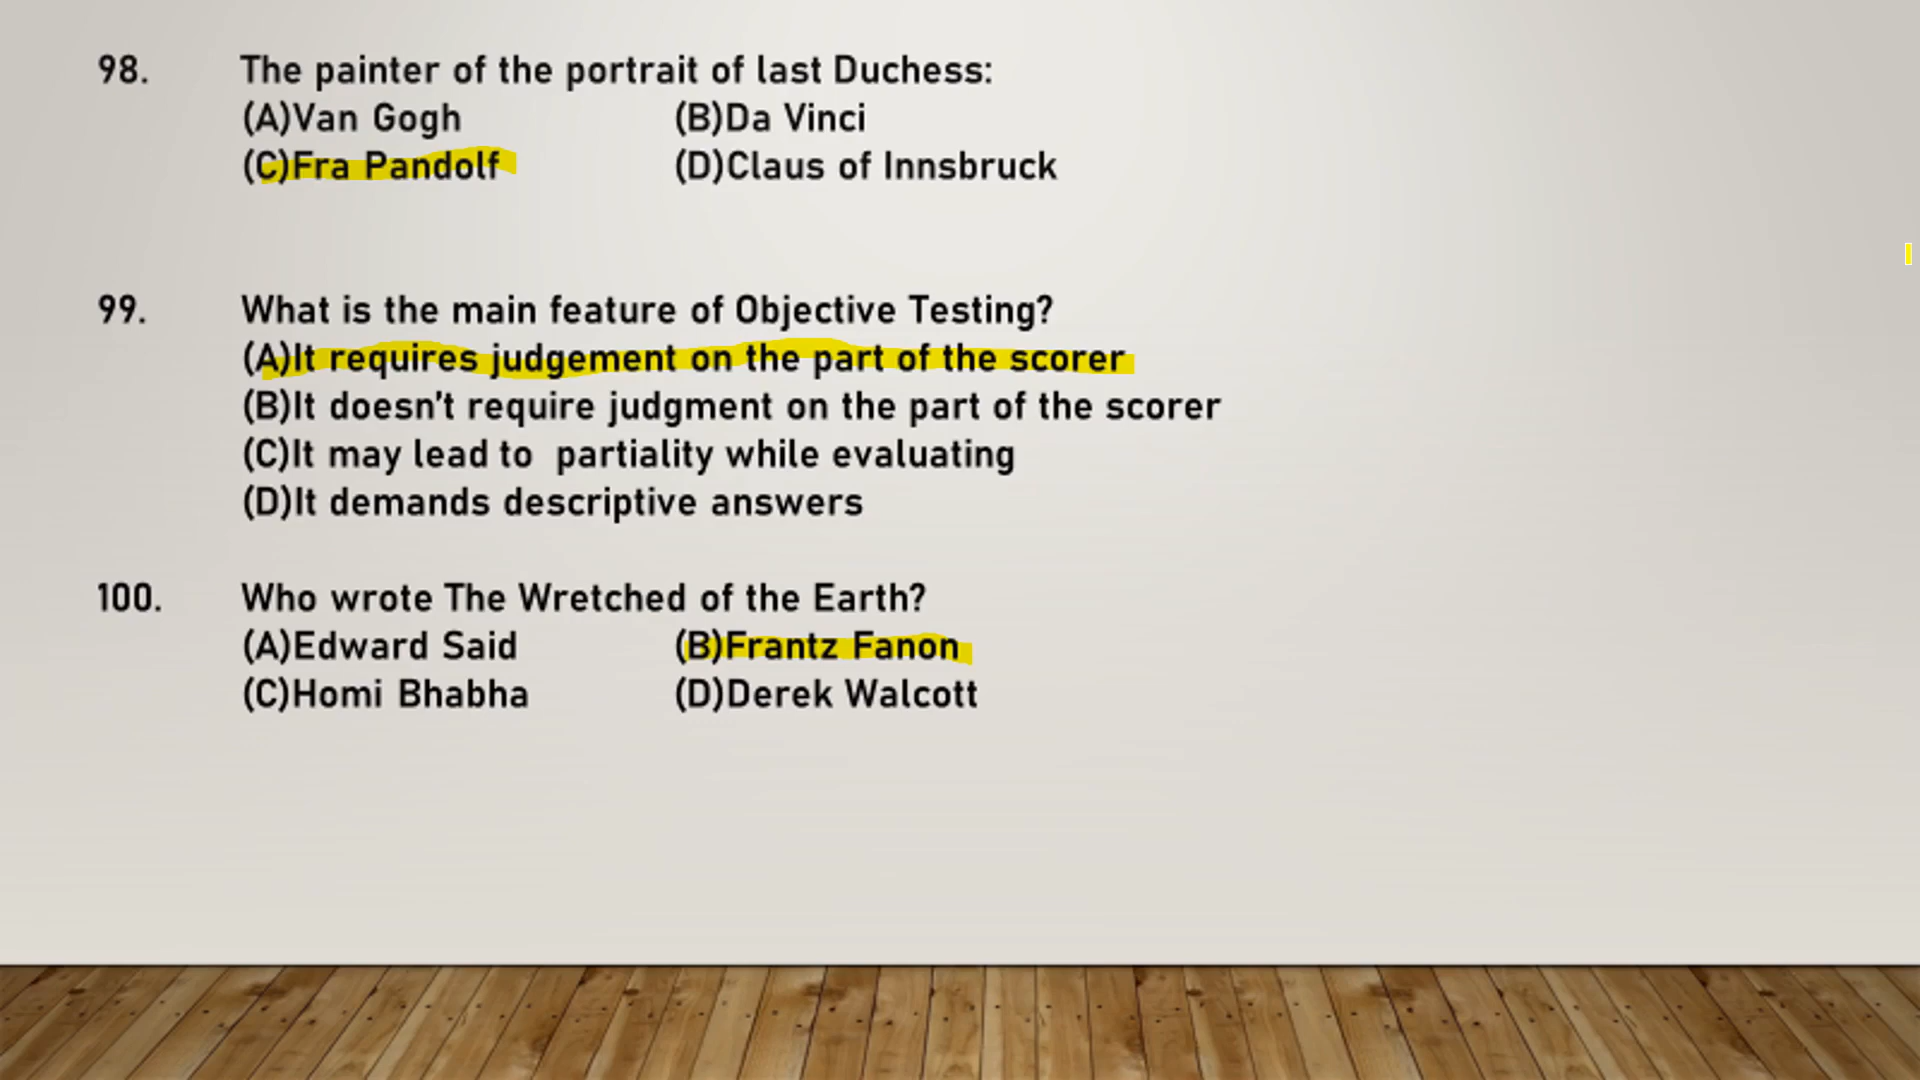 98. The painter of the portrait of last Duchess:
(A)Van Gogh (B)Da Vinci
(C)Fra Pandolf (D)Claus of Innsbruck
99. What is the main feature of Objective Testing?
(A)It requires judgement on the part of the scorer
(B)It doesn't require judgment on the part of the scorer
(C)It may lead to partiality while evaluating
(D)It demands descriptive answers
100. Who wrote The Wretched of the Earth?
(A)Edward Said (B)Frantz Fanon
(C)Homi Bhabha (D)Derek Walcott